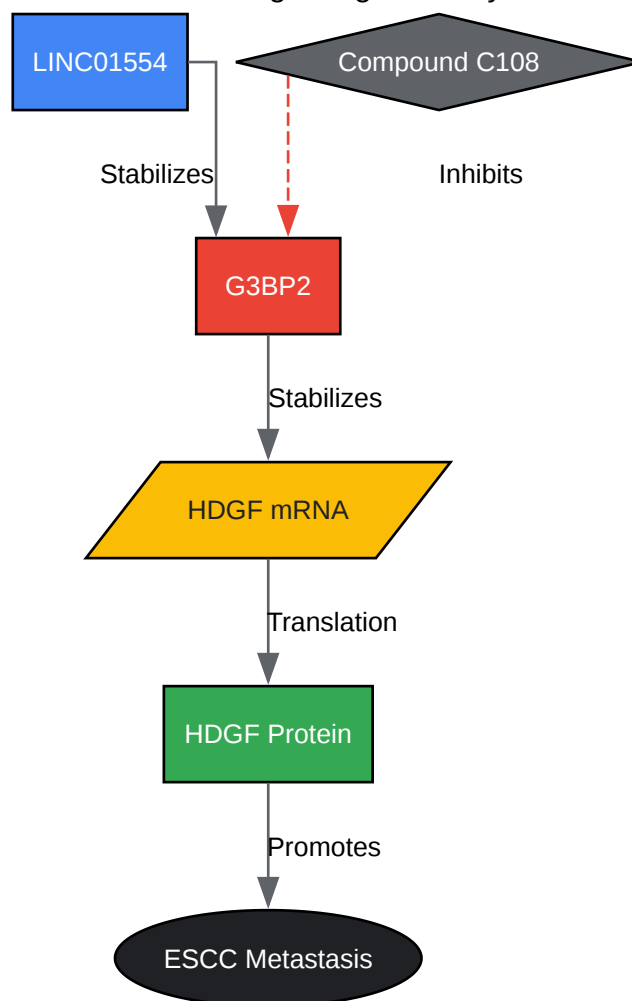 LINC01554
Compound C108
Stabilizes
Inhibits
G3BP2
Stabilizes
HDGF mRNA
Translation
HDGF Protein
Promotes
ESCC Metastasis